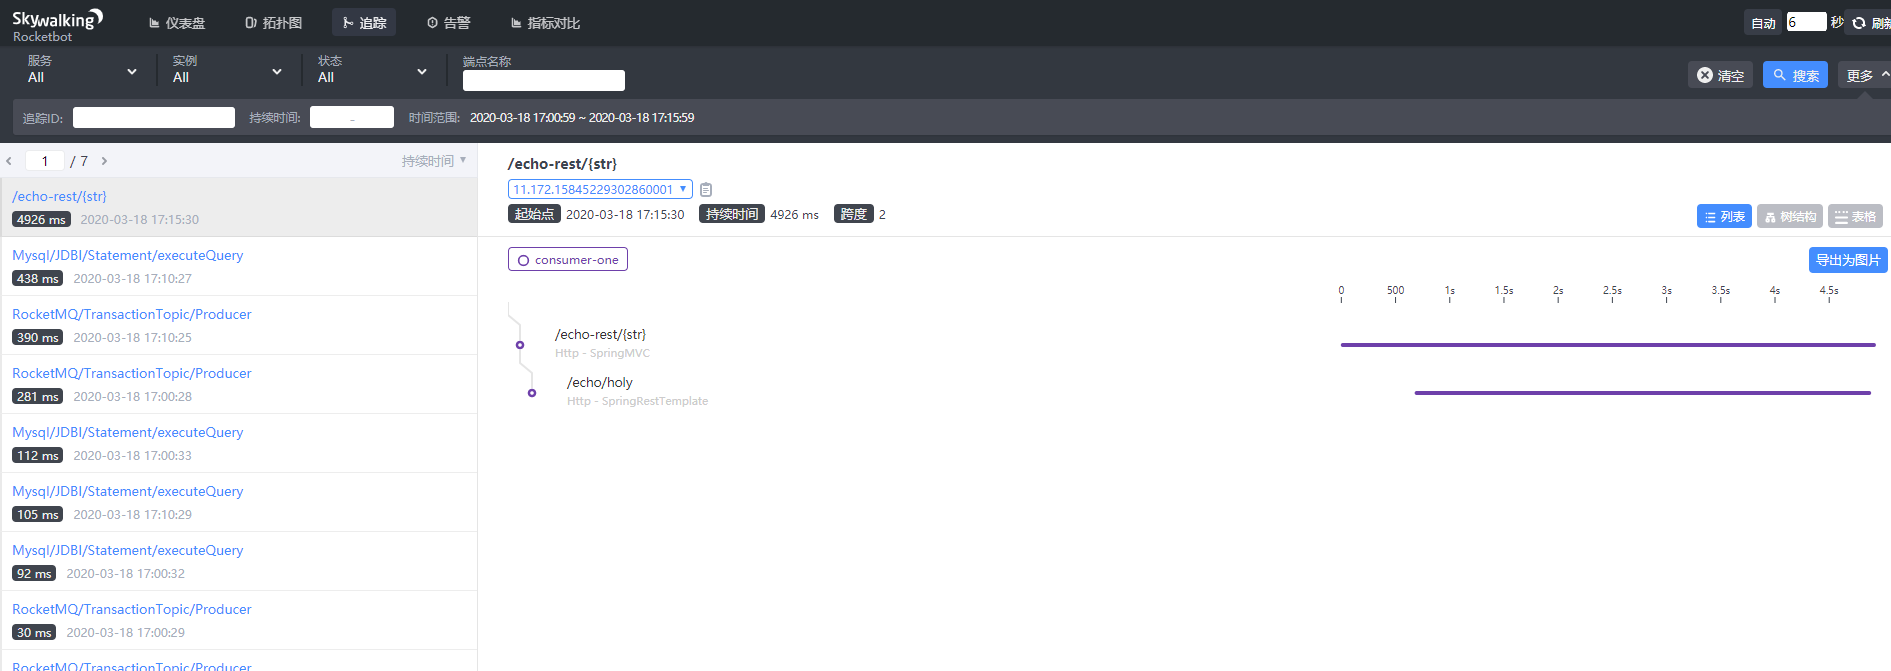 Skywalking
Rocketbot
仪表盘 拓扑图 追踪 告警 指标对比
自动 6 秒 刷新
服务 All 实例 All 状态 All 端点名称
清空 搜索 更多
追踪ID: 持续时间: - 时间范围: 2020-03-18 17:00:59 ~ 2020-03-18 17:15:59
1 / 7 持续时间
/echo-rest/{str}
4926 ms 2020-03-18 17:15:30
Mysql/JDBI/Statement/executeQuery
438 ms 2020-03-18 17:10:27
RocketMQ/TransactionTopic/Producer
390 ms 2020-03-18 17:10:25
RocketMQ/TransactionTopic/Producer
281 ms 2020-03-18 17:00:28
Mysql/JDBI/Statement/executeQuery
112 ms 2020-03-18 17:00:33
Mysql/JDBI/Statement/executeQuery
105 ms 2020-03-18 17:10:29
Mysql/JDBI/Statement/executeQuery
92 ms 2020-03-18 17:00:32
RocketMQ/TransactionTopic/Producer
30 ms 2020-03-18 17:00:29
RocketMQ/TransactionTopic/Producer
/echo-rest/{str}
11.172.15845229302860001
起始点 2020-03-18 17:15:30 持续时间 4926 ms 跨度 2
列表 树结构 表格
consumer-one
导出为图片
0 500 1s 1.5s 2s 2.5s 3s 3.5s 4s 4.5s
/echo-rest/{str}
Http - SpringMVC
/echo/holy
Http - SpringRestTemplate